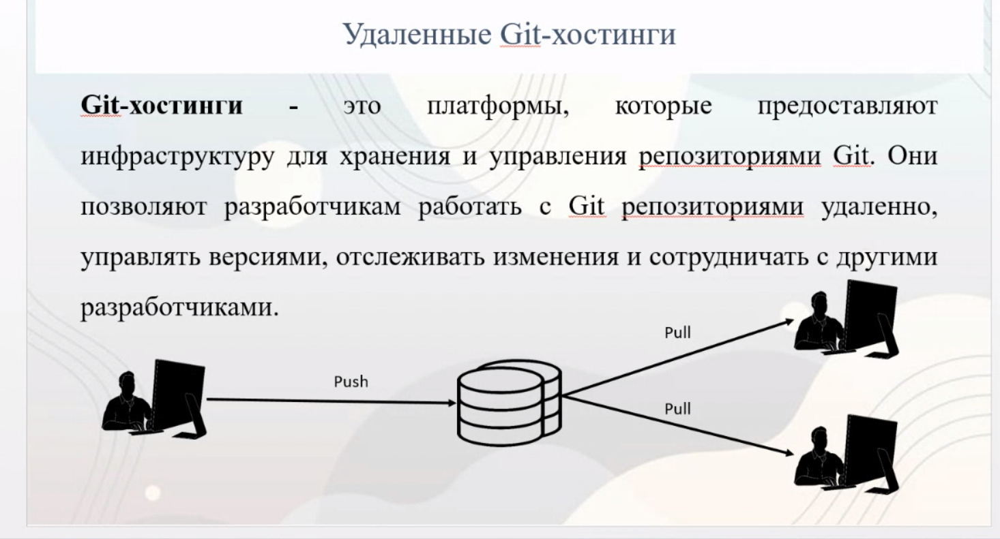 Удаленные Git-хостинги
Git-хостинги - это платформы, которые предоставляют
инфраструктуру для хранения и управления репозиториями Git. Они
позволяют разработчикам работать с Git репозиториями удаленно,
управлять версиями, отслеживать изменения и сотрудничать с другими
разработчиками.
Pull
Push
Pull